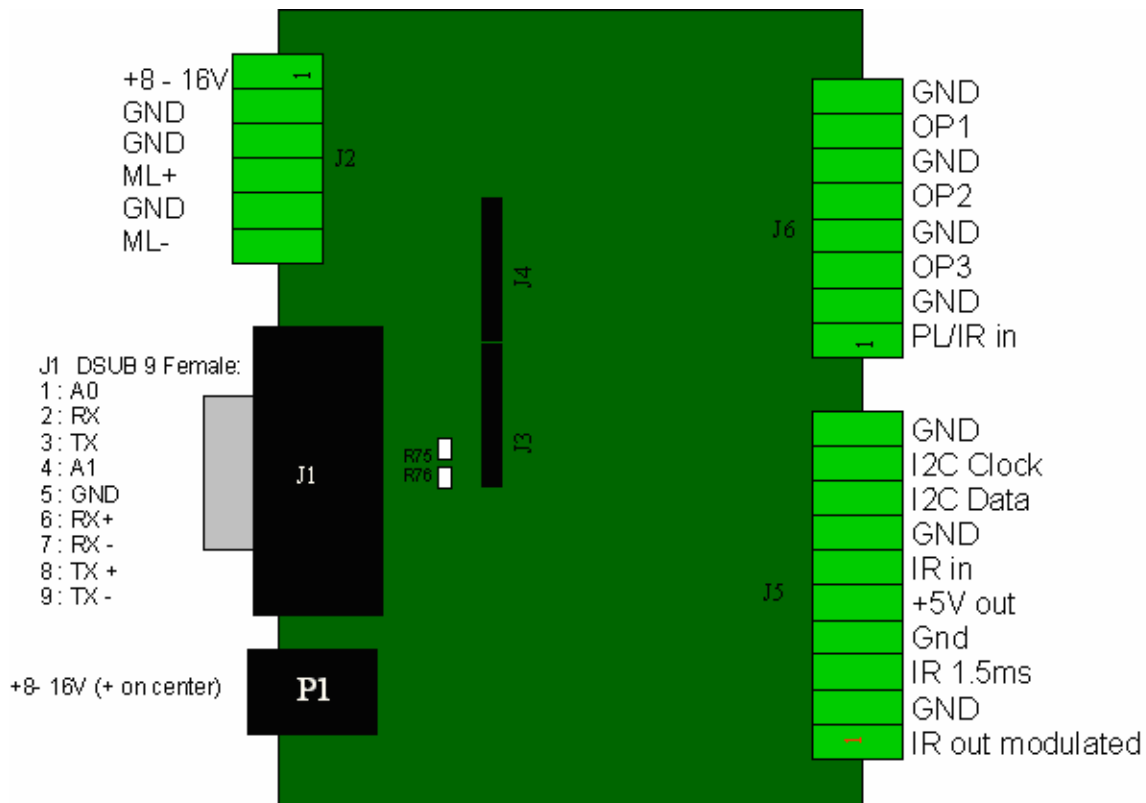 +8 - 16V
GND
GND
ML+
GND
ML-
1
J2
J4
J3
J1 DSUB 9 Female:
1 : A0
2 : RX
3 : TX
4 : A1
5 : GND
6 : RX+
7 : RX -
8 : TX +
9 : TX -
J1
R75
R76
+8- 16V (+ on center)
P1
GND
OP1
GND
OP2
GND
OP3
GND
PL/IR in
1
J6
GND
I2C Clock
I2C Data
GND
IR in
+5V out
Gnd
IR 1.5ms
GND
IR out modulated
1
J5